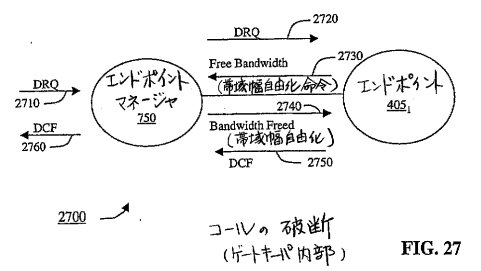 DRQ
2720
Free Bandwidth
2730
エンドポイント
マネージャ
750
(帯域幅自由化命令)
エンドポイント
405₁
DRQ
2710
2740
Bandwidth Freed
(帯域幅自由化)
DCF
2760
DCF
2750
2700
コールの破断
(ゲートキーパ内部)
FIG. 27